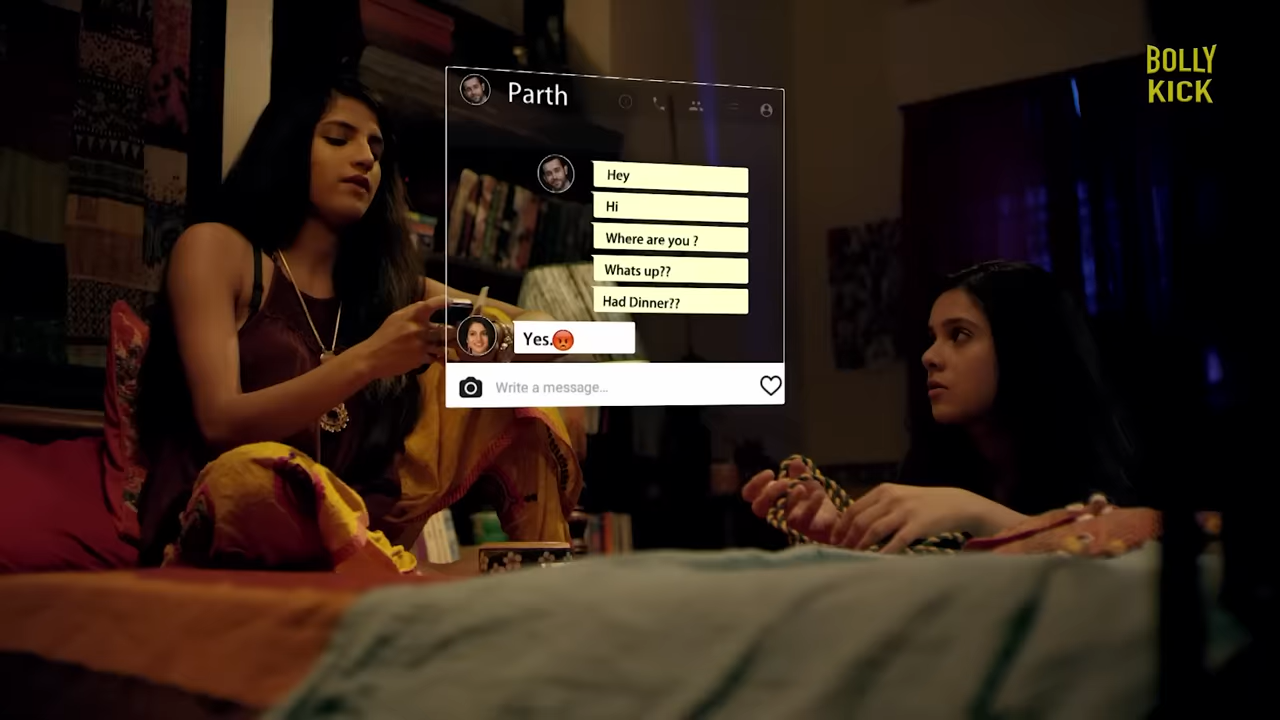 BOLLY
KICK
Parth
Hey
Hi
Where are you ?
Whats up??
Had Dinner??
Yes.😡
Write a message...